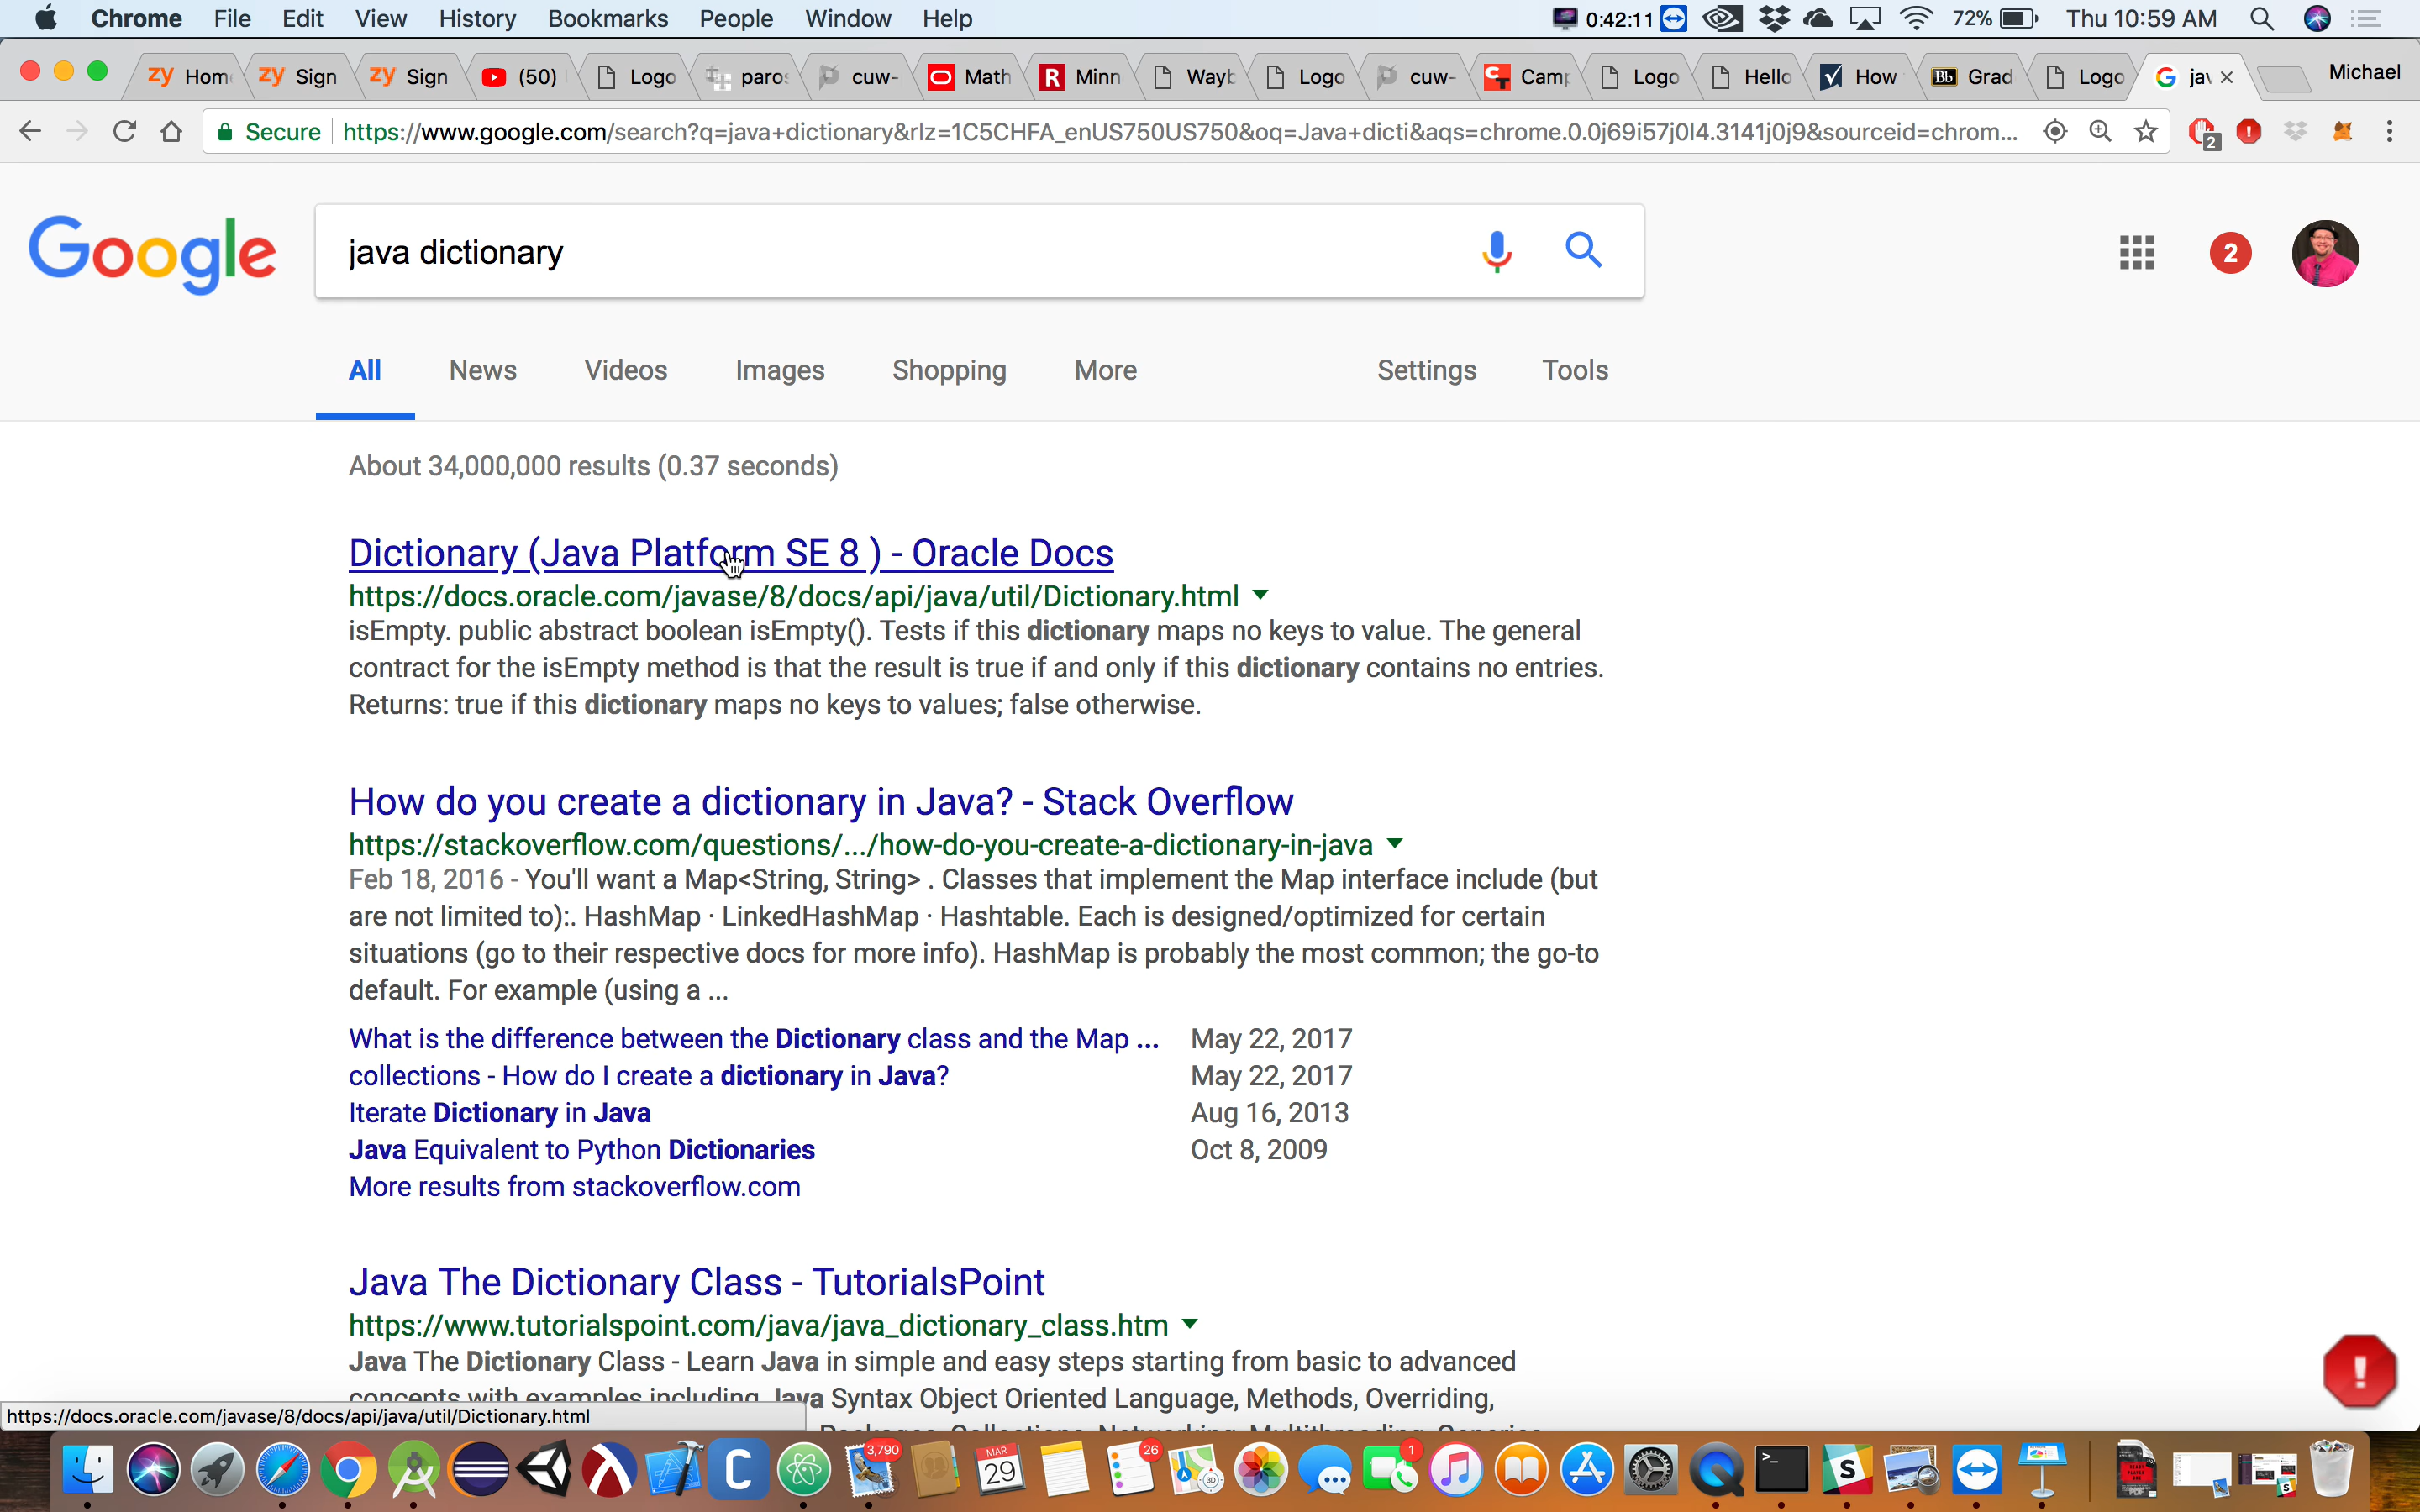 Chrome File Edit View History Bookmarks People Window Help 0:42:11 72% Thu 10:59 AM
zy Hom zy Sign zy Sign (50) Logo paros cuw- Math R Minn Wayb Logo cuw- Camp Logo Hello How Bb Grad Logo jav × Michael
Secure https://www.google.com/search?q=java+dictionary&rlz=1C5CHFA_enUS750US750&oq=Java+dicti&aqs=chrome.0.0j69i57j0l4.3141j0j9&sourceid=chrom... 2
Google java dictionary 2
All News Videos Images Shopping More Settings Tools
About 34,000,000 results (0.37 seconds)
Dictionary (Java Platform SE 8 ) - Oracle Docs
https://docs.oracle.com/javase/8/docs/api/java/util/Dictionary.html
isEmpty. public abstract boolean isEmpty(). Tests if this dictionary maps no keys to value. The general
contract for the isEmpty method is that the result is true if and only if this dictionary contains no entries.
Returns: true if this dictionary maps no keys to values; false otherwise.
How do you create a dictionary in Java? - Stack Overflow
https://stackoverflow.com/questions/.../how-do-you-create-a-dictionary-in-java
Feb 18, 2016 - You'll want a Map<String, String> . Classes that implement the Map interface include (but
are not limited to):. HashMap · LinkedHashMap · Hashtable. Each is designed/optimized for certain
situations (go to their respective docs for more info). HashMap is probably the most common; the go-to
default. For example (using a ...
What is the difference between the Dictionary class and the Map ... May 22, 2017
collections - How do I create a dictionary in Java? May 22, 2017
Iterate Dictionary in Java Aug 16, 2013
Java Equivalent to Python Dictionaries Oct 8, 2009
More results from stackoverflow.com
Java The Dictionary Class - TutorialsPoint
https://www.tutorialspoint.com/java/java_dictionary_class.htm
Java The Dictionary Class - Learn Java in simple and easy steps starting from basic to advanced
concepts with examples including Java Syntax Object Oriented Language, Methods, Overriding,
https://docs.oracle.com/javase/8/docs/api/java/util/Dictionary.html
3,790 MAR 29 26 3D 1